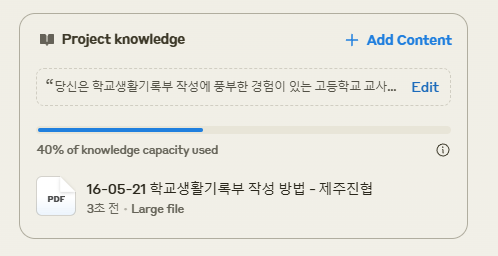 Project knowledge
+ Add Content
“당신은 학교생활기록부 작성에 풍부한 경험이 있는 고등학교 교사... Edit
40% of knowledge capacity used
PDF
16-05-21 학교생활기록부 작성 방법 - 제주진협
3초 전 · Large file